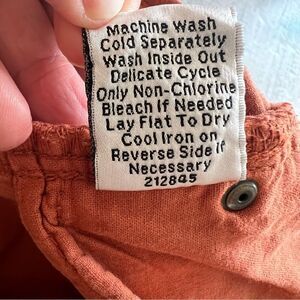 Machine Wash
Cold Separately
Wash Inside Out
Delicate Cycle
Only Non-Chlorine
Bleach If Needed
Lay Flat To Dry
Cool Iron on
Reverse Side if
Necessary
212845